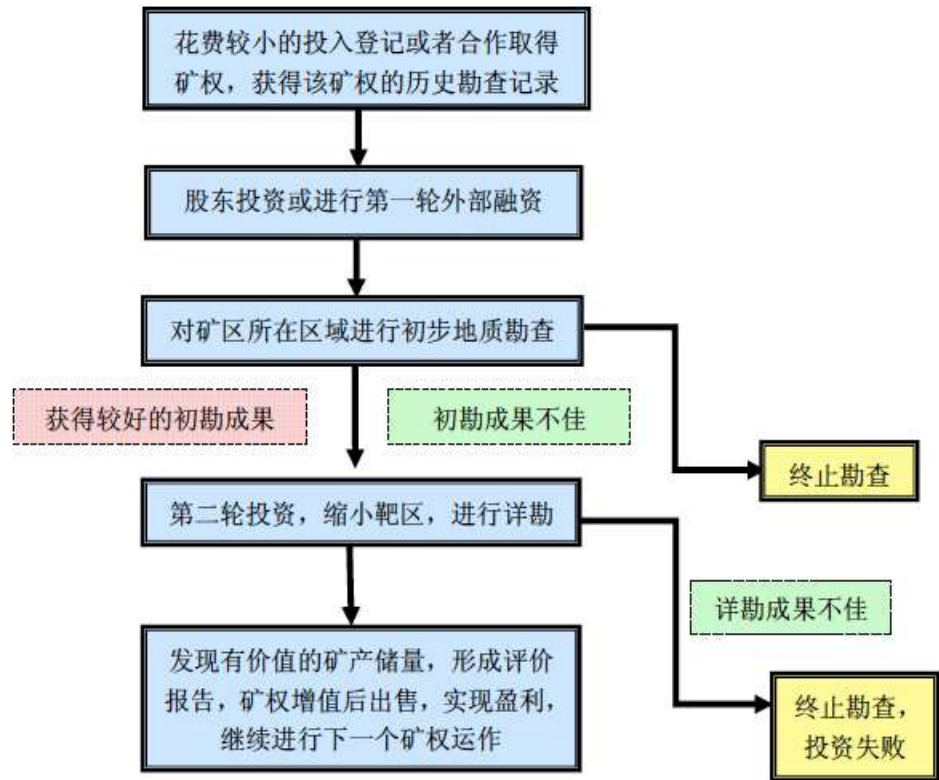 花费较小的投入登记或者合作取得
矿权，获得该矿权的历史勘查记录
股东投资或进行第一轮外部融资
对矿区所在区域进行初步地质勘查
获得较好的初勘成果
初勘成果不佳
终止勘查
第二轮投资，缩小靶区，进行详勘
详勘成果不佳
发现有价值的矿产储量，形成评价
报告，矿权增值后出售，实现盈利，
继续进行下一个矿权运作
终止勘查，
投资失败